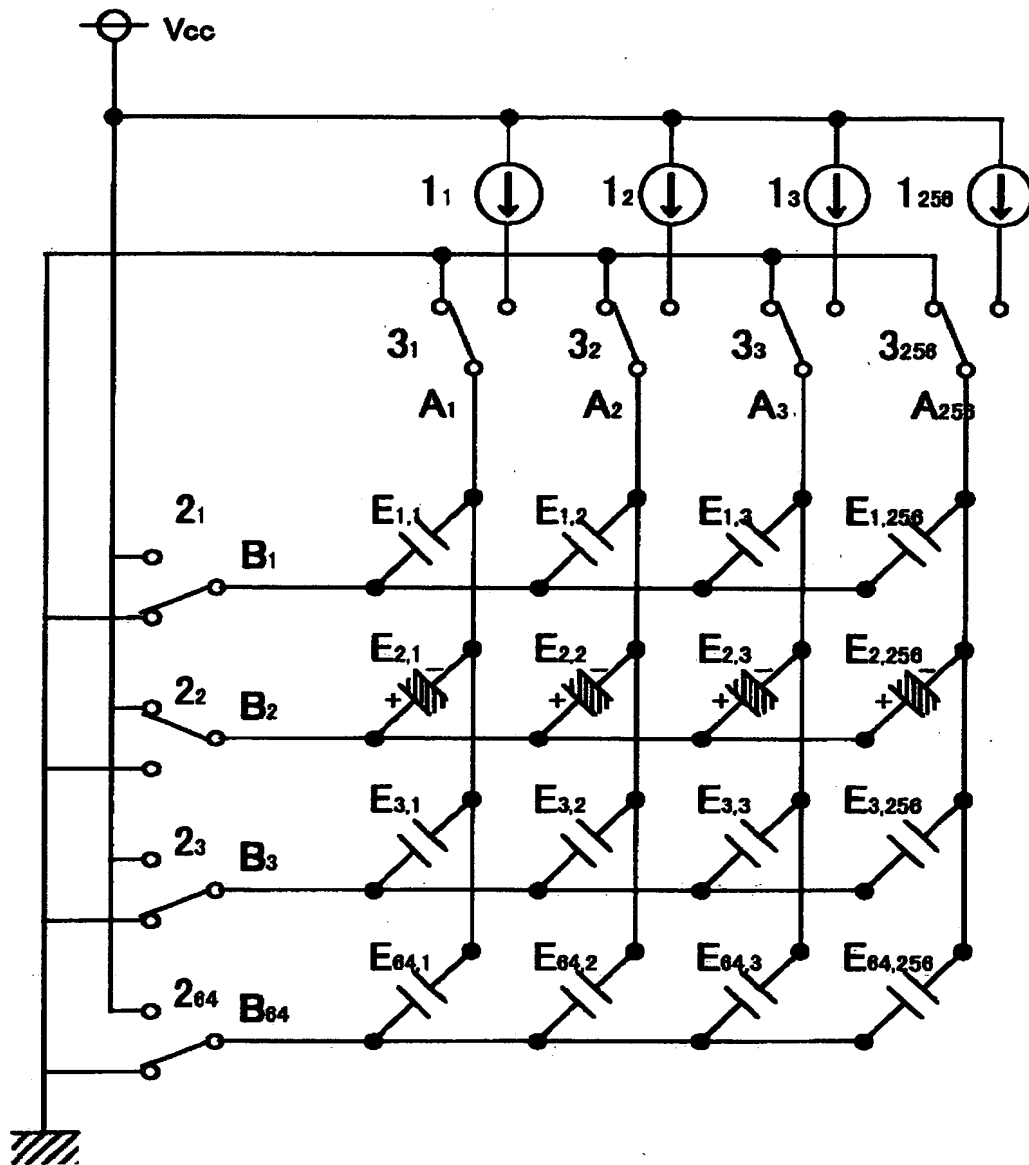 Vcc
1₁ 1₂ 1₃ 1₂₅₆
3₁ 3₂ 3₃ 3₂₅₆
A₁ A₂ A₃ A₂₅₆
2₁ E₁,₁ E₁,₂ E₁,₃ E₁,₂₅₆
B₁
E₂,₁ − E₂,₂ − E₂,₃ − E₂,₂₅₆ −
2₂ B₂ + + + +
E₃,₁ E₃,₂ E₃,₃ E₃,₂₅₆
2₃ B₃
E₆₄,₁ E₆₄,₂ E₆₄,₃ E₆₄,₂₅₆
2₆₄ B₆₄